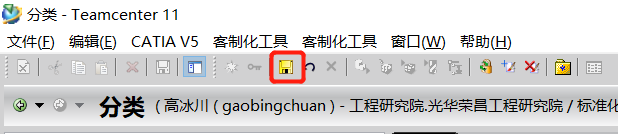 分类 - Teamcenter 11
文件(F) 编辑(E) CATIA V5 客制化工具 客制化工具 窗口(W) 帮助(H)
分类 ( 高冰川 ( gaobingchuan ) - 工程研究院.光华荣昌工程研究院 / 标准化